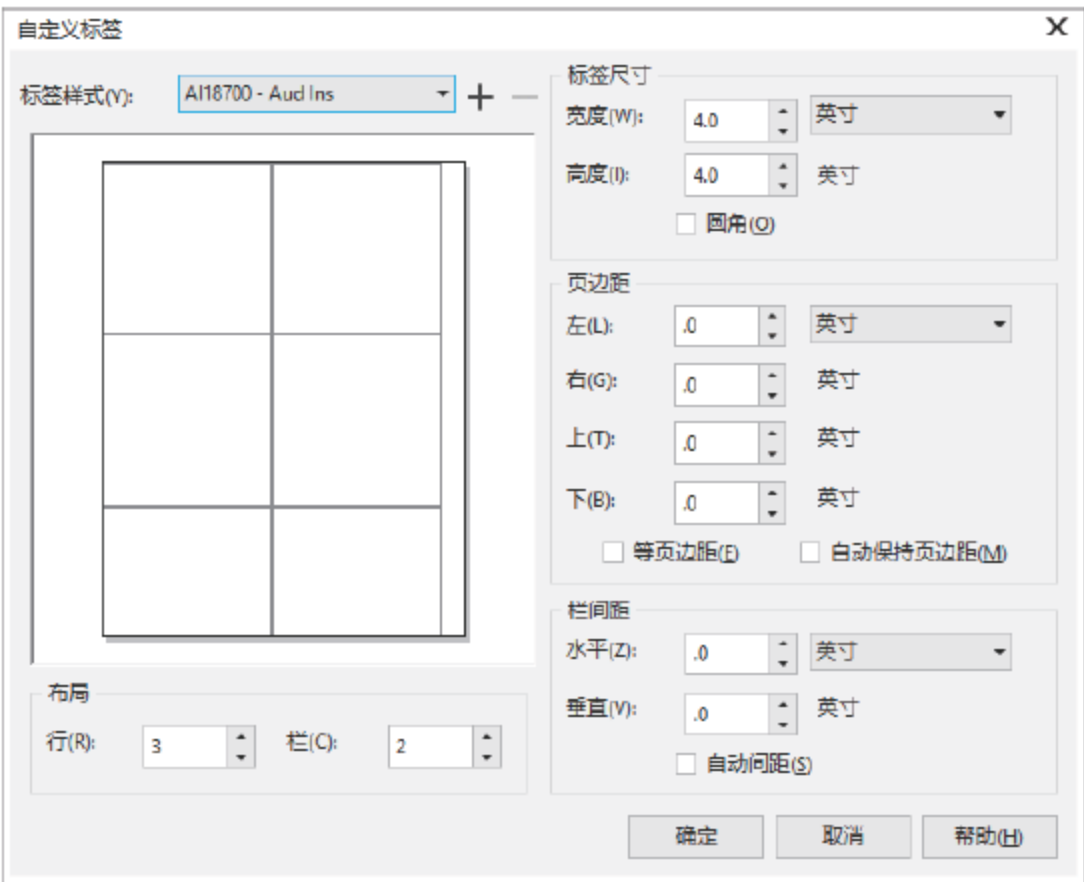 自定义标签
标签样式(Y):
AI18700 - Aud Ins
标签尺寸
宽度(W):
4.0
英寸
高度(I):
4.0
英寸
圆角(O)
页边距
左(L):
.0
英寸
右(G):
.0
英寸
上(T):
.0
英寸
下(B):
.0
英寸
等页边距(E)
自动保持页边距(M)
栏间距
水平(Z):
.0
英寸
垂直(V):
.0
英寸
自动间距(S)
布局
行(R):
3
栏(C):
2
确定
取消
帮助(H)